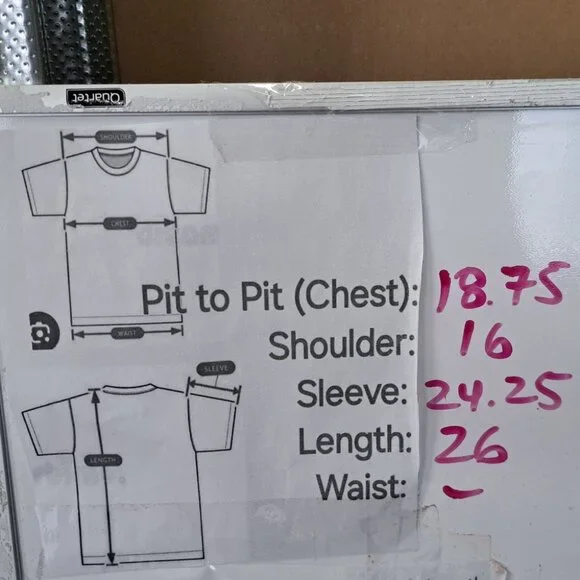 Quartet
SHOULDER
CHEST
WAIST
Pit to Pit (Chest): 18.75
Shoulder: 16
SLEEVE
Sleeve: 24.25
LENGTH
Length: 26
Waist: -